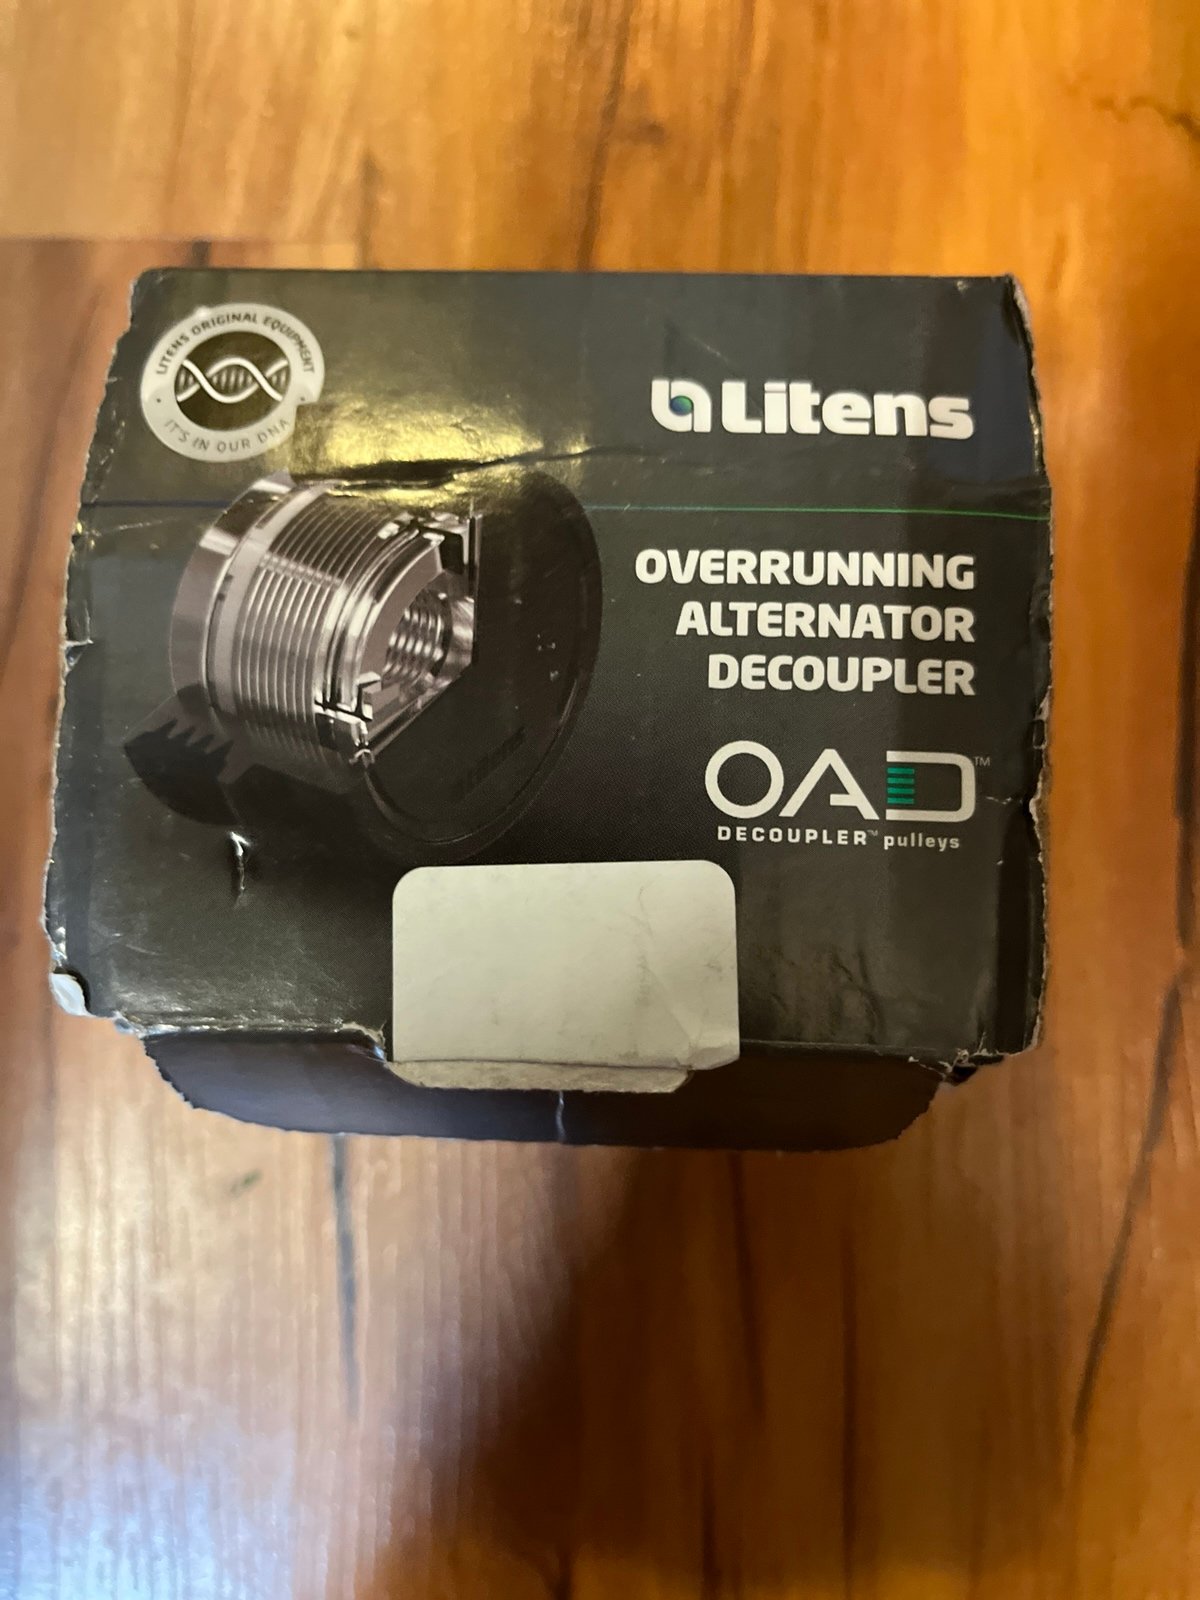 LITENS ORIGINAL EQUIPMENT
IT'S IN OUR DNA
Litens
OVERRUNNING
ALTERNATOR
DECOUPLER
OAD™
DECOUPLER™ pulleys